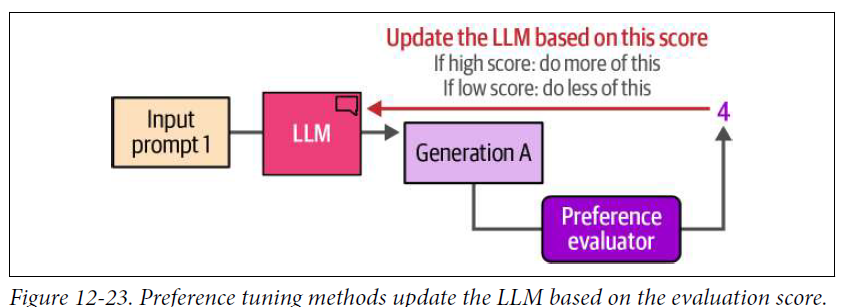 Update the LLM based on this score
If high score: do more of this
If low score: do less of this
4
Input
prompt 1
LLM
Generation A
Preference
evaluator
Figure 12-23. Preference tuning methods update the LLM based on the evaluation score.